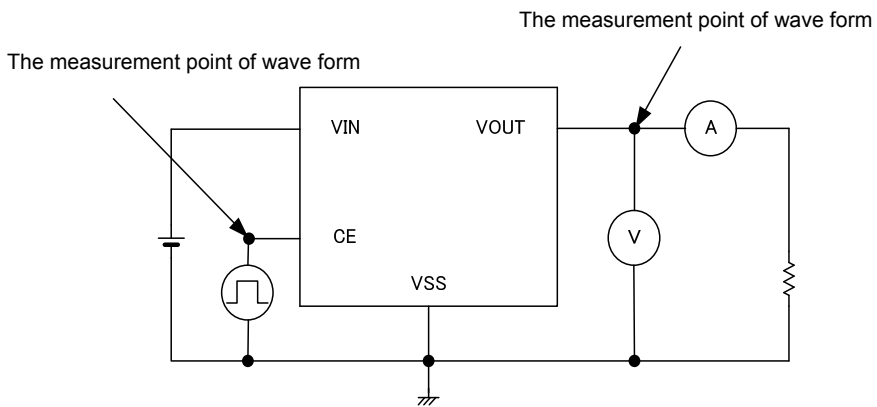 The measurement point of wave form
The measurement point of wave form
VIN
VOUT
A
CE
V
VSS